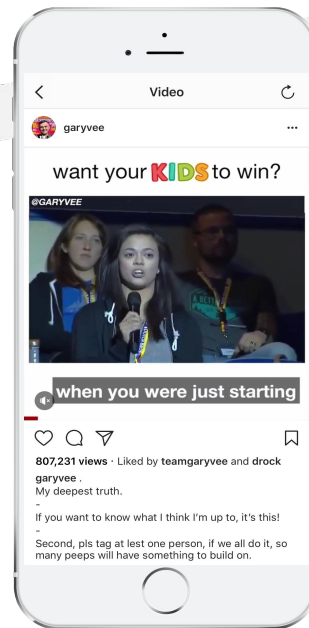 Video
garyvee
want your KIDS to win?
@GARYVEE
when you were just starting
807,231 views · Liked by teamgaryvee and drock
garyvee .
My deepest truth.
-
If you want to know what I think I'm up to, it's this!
-
Second, pls tag at lest one person, if we all do it, so
many peeps will have something to build on.